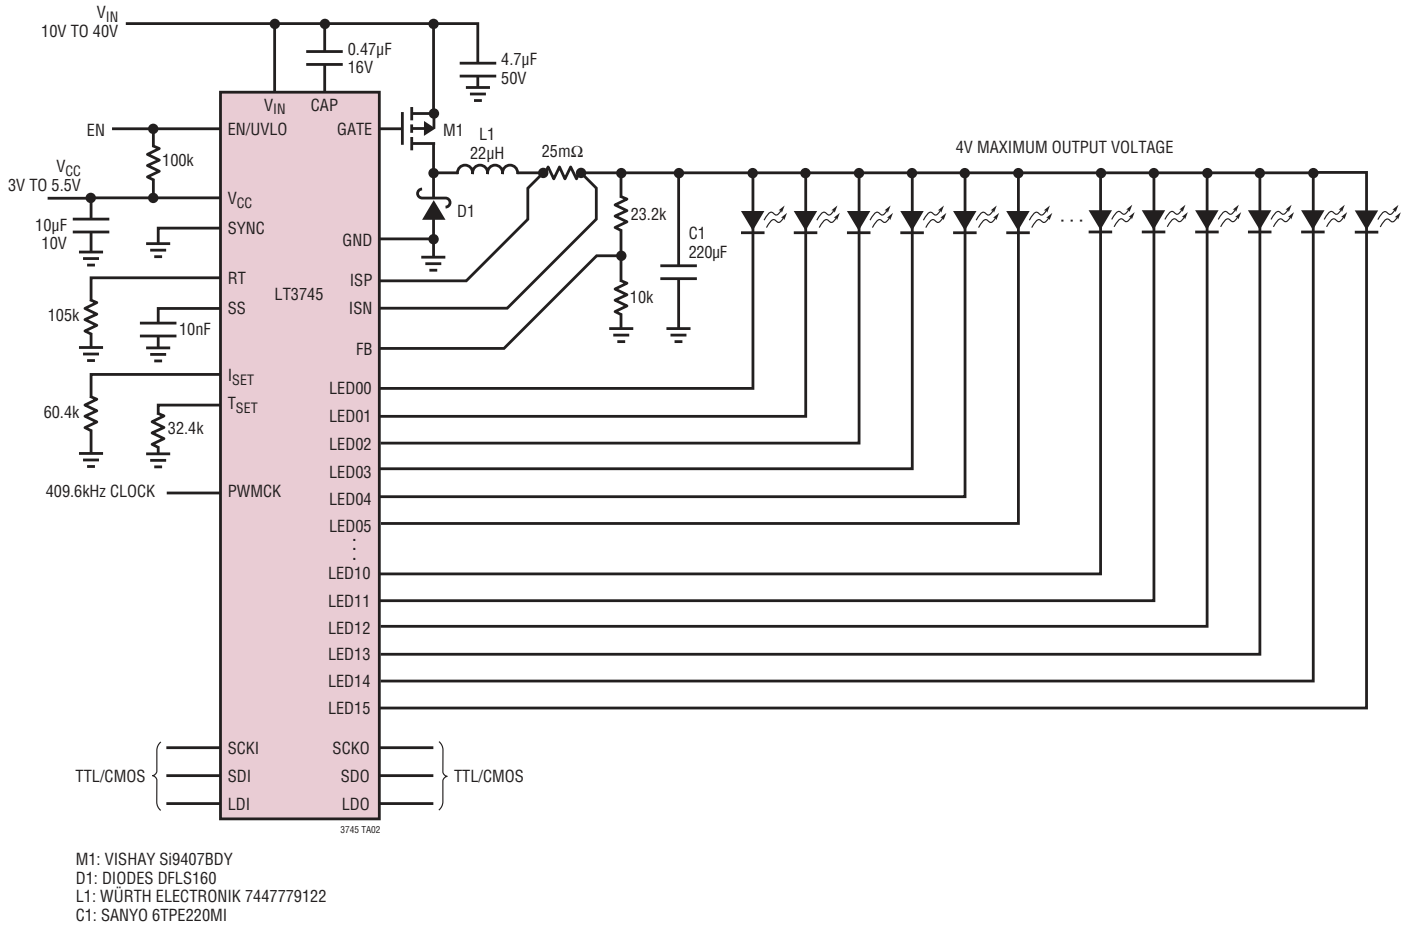 VIN
10V TO 40V
0.47µF
16V
4.7µF
50V
VIN
CAP
EN
EN/UVLO
GATE
M1
L1
22µH
25mΩ
4V MAXIMUM OUTPUT VOLTAGE
100k
VCC
3V TO 5.5V
VCC
D1
23.2k
10µF
10V
SYNC
GND
C1
220µF
RT
ISP
LT3745
10k
105k
SS
10nF
ISN
FB
ISET
60.4k
TSET
32.4k
LED00
LED01
LED02
LED03
409.6kHz CLOCK
PWMCK
LED04
LED05
LED10
LED11
LED12
LED13
LED14
LED15
SCKI
SCKO
TTL/CMOS
SDI
SDO
TTL/CMOS
LDI
LDO
3745 TA02
. . .
M1: VISHAY Si9407BDY
D1: DIODES DFLS160
L1: WÜRTH ELECTRONIK 7447779122
C1: SANYO 6TPE220MI